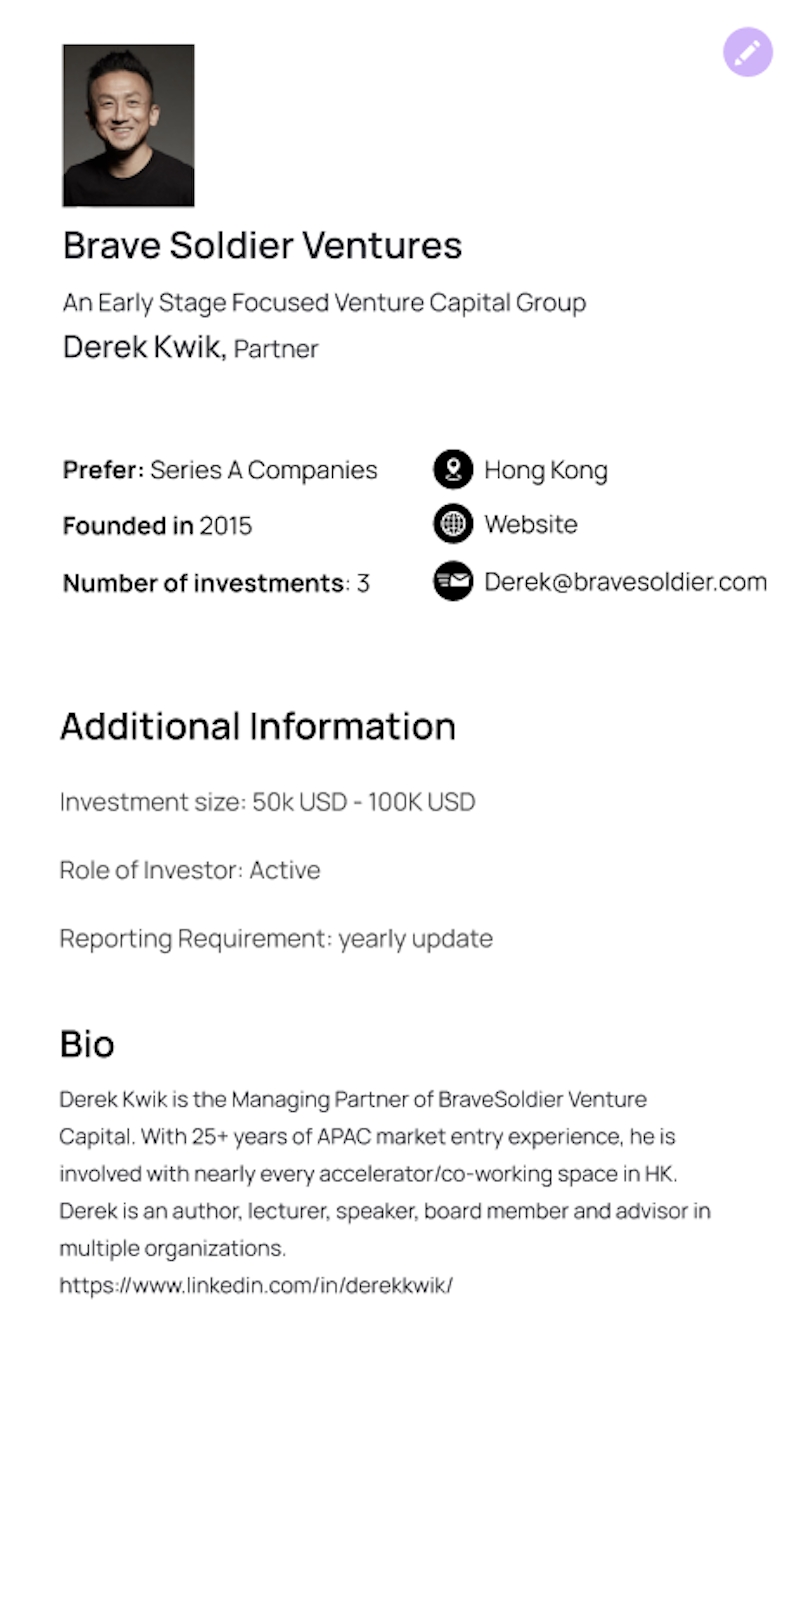 Brave Soldier Ventures
An Early Stage Focused Venture Capital Group
Derek Kwik, Partner
Prefer: Series A Companies
Hong Kong
Founded in 2015
Website
Number of investments: 3
Derek@bravesoldier.com
Additional Information
Investment size: 50k USD - 100K USD
Role of Investor: Active
Reporting Requirement: yearly update
Bio
Derek Kwik is the Managing Partner of BraveSoldier Venture
Capital. With 25+ years of APAC market entry experience, he is
involved with nearly every accelerator/co-working space in HK.
Derek is an author, lecturer, speaker, board member and advisor in
multiple organizations.
https://www.linkedin.com/in/derekkwik/